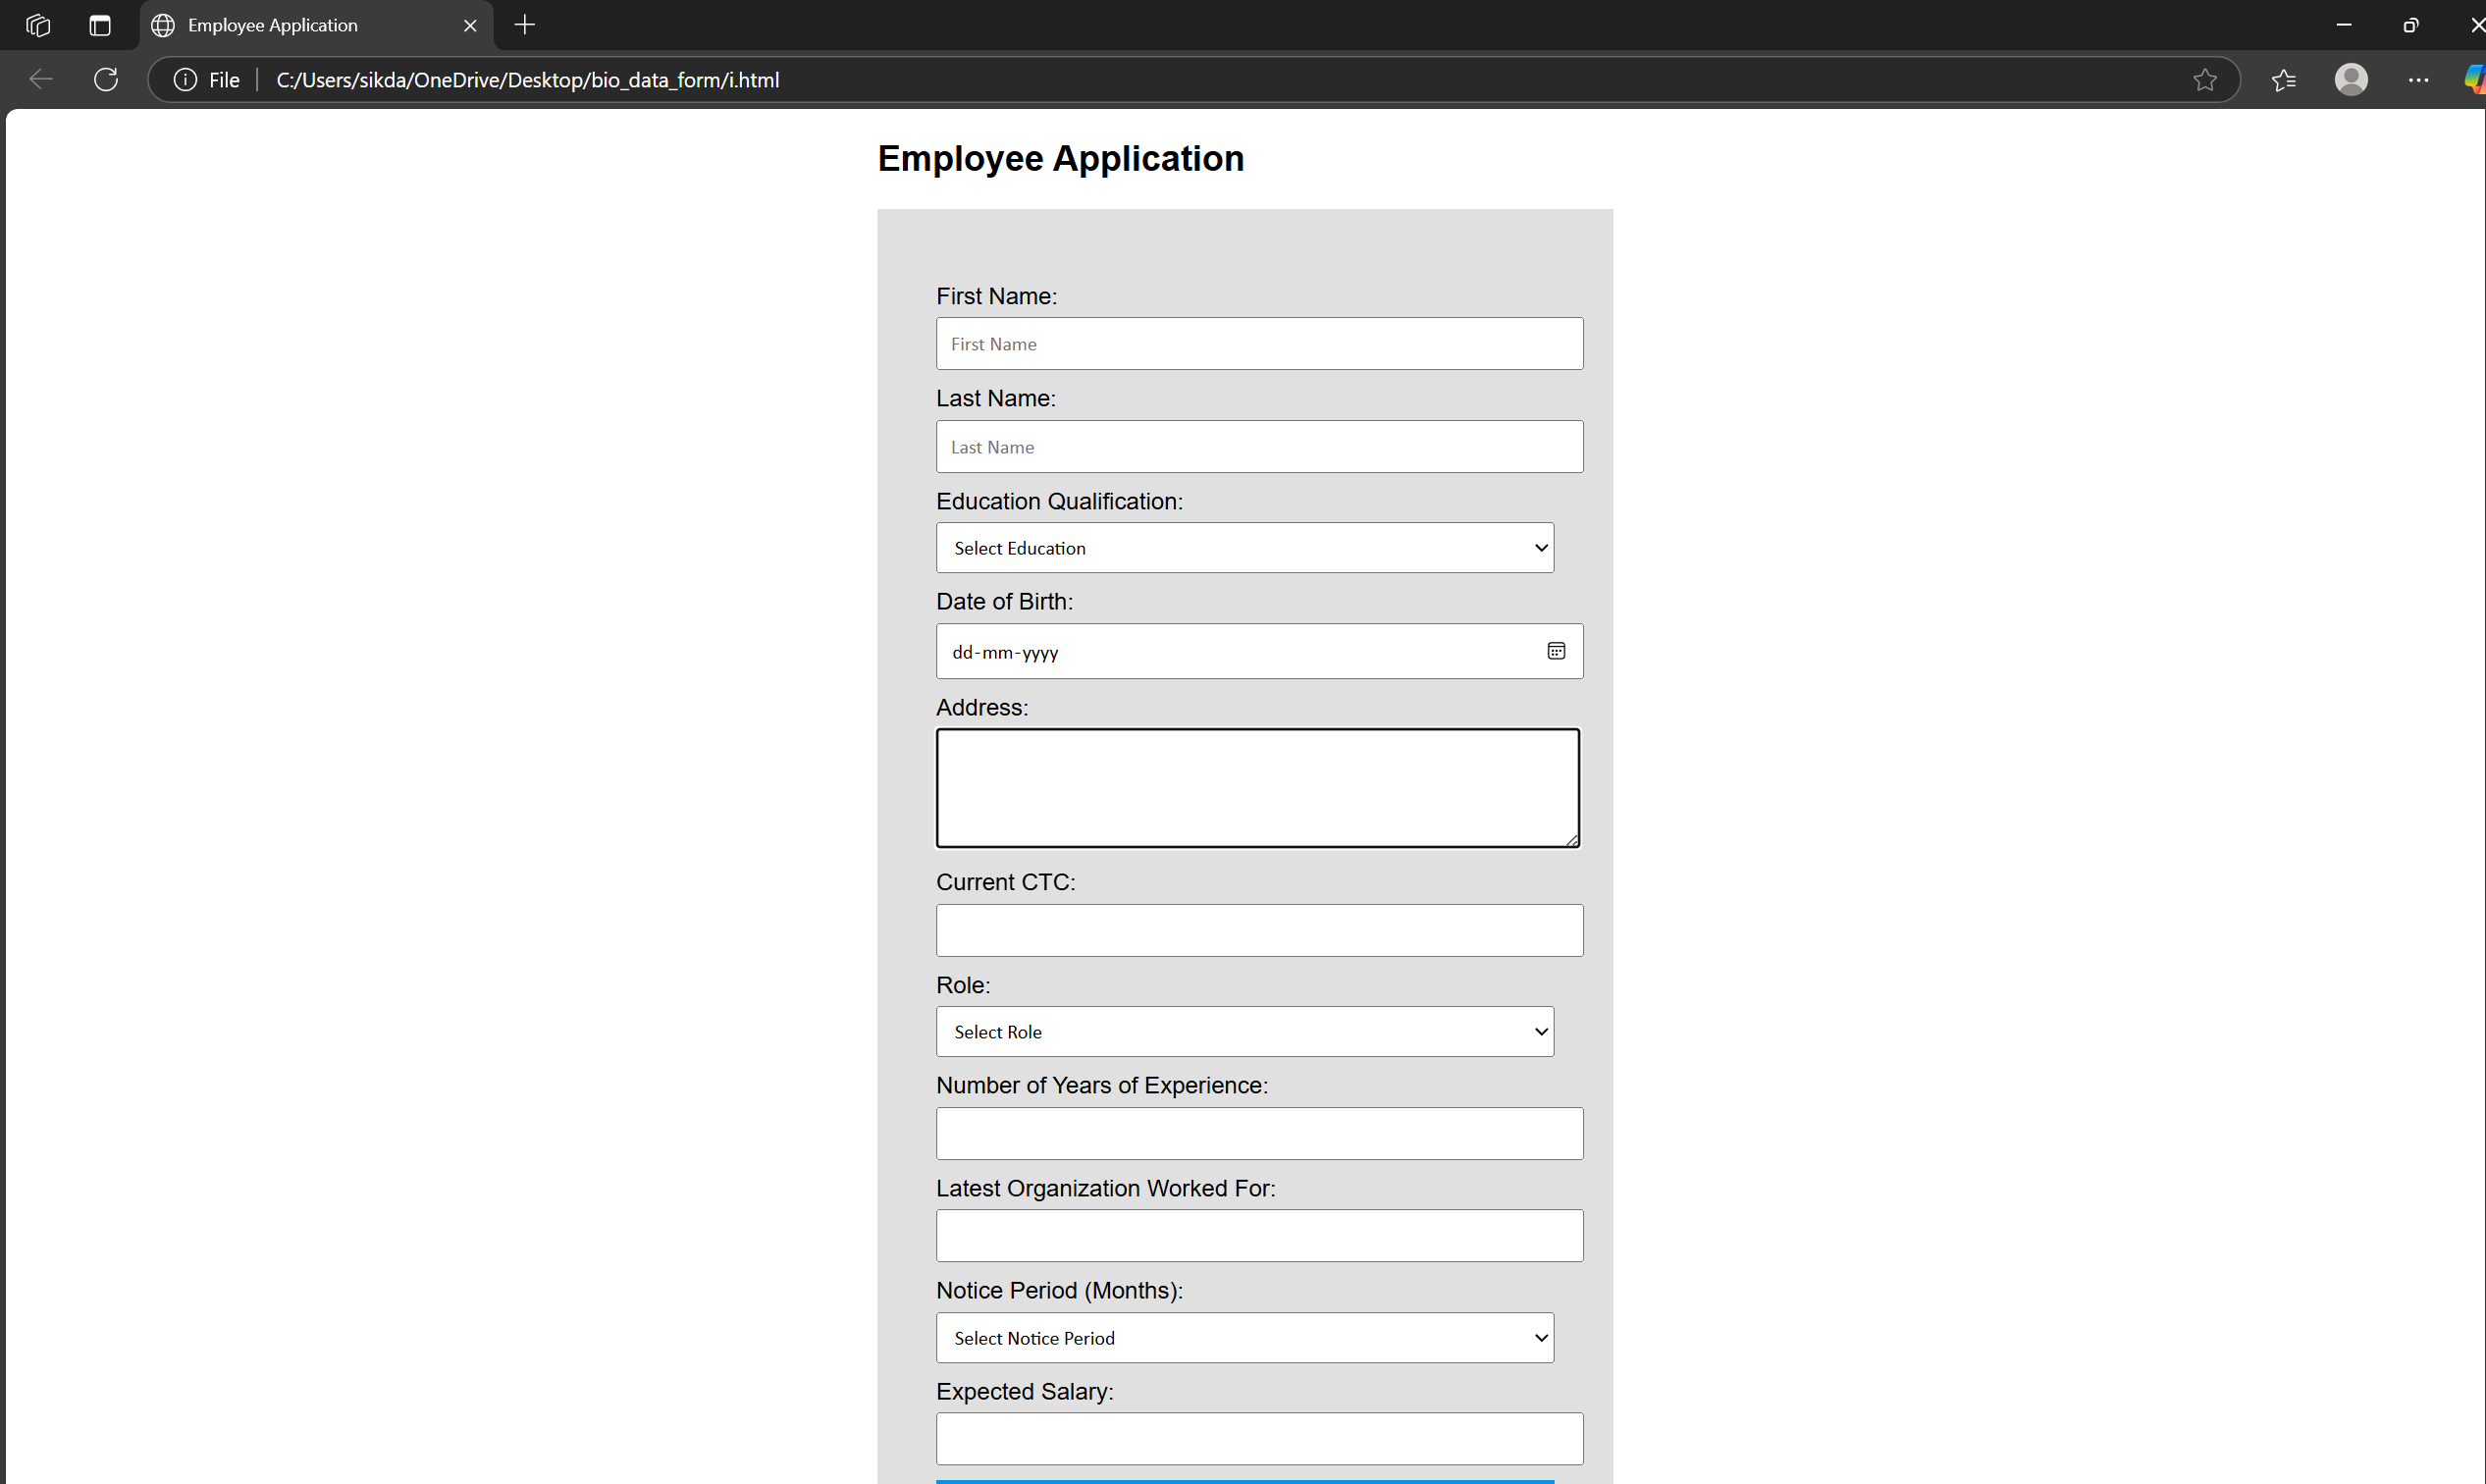 Employee Application
File
C:/Users/sikda/OneDrive/Desktop/bio_data_form/i.html
Employee Application
First Name:
First Name
Last Name:
Last Name
Education Qualification:
Select Education
Date of Birth:
dd-mm-yyyy
Address:
Current CTC:
Role:
Select Role
Number of Years of Experience:
Latest Organization Worked For:
Notice Period (Months):
Select Notice Period
Expected Salary: